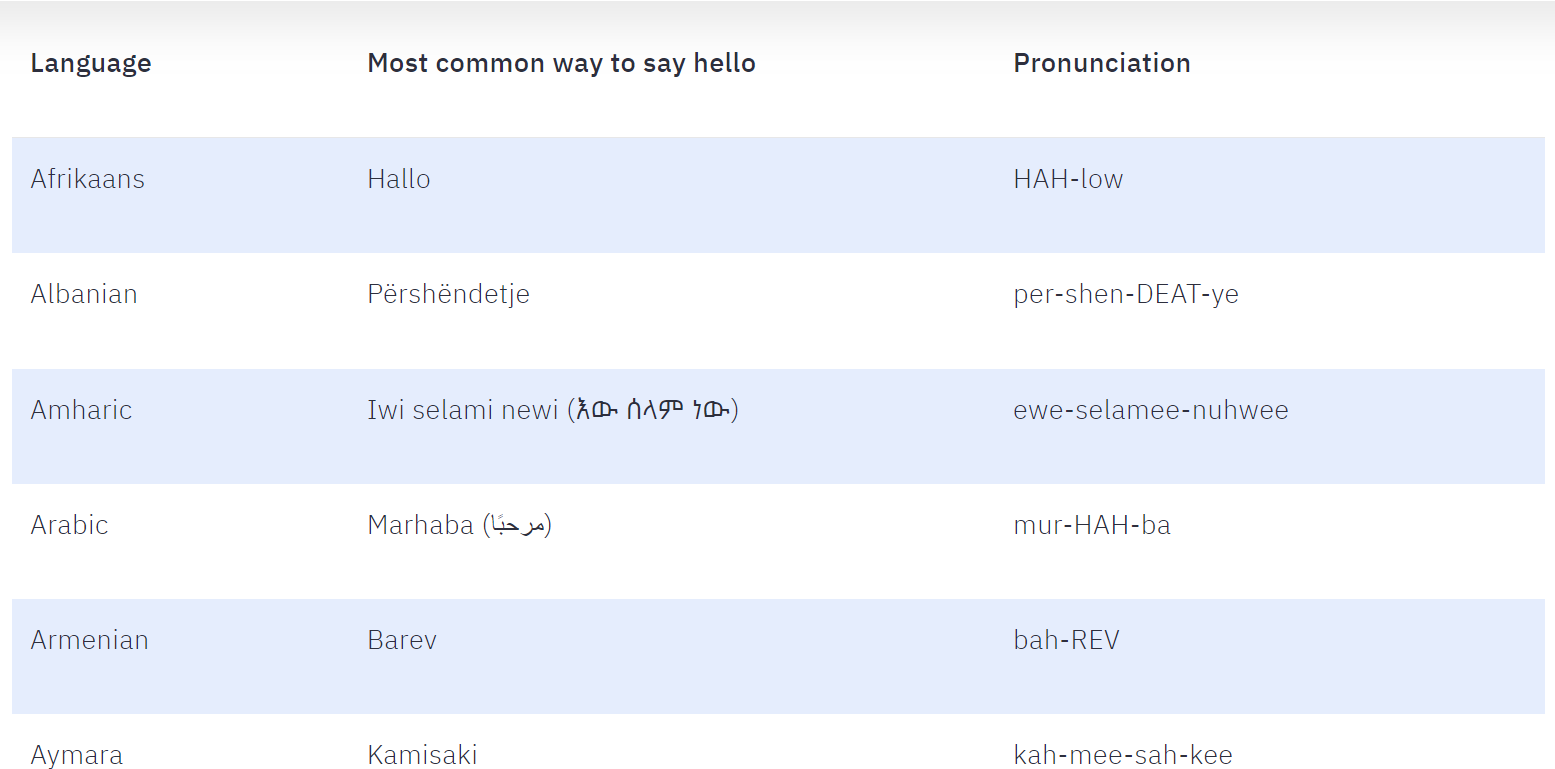 Language Most common way to say hello Pronunciation
Afrikaans Hallo HAH-low
Albanian Përshëndetje per-shen-DEAT-ye
Amharic Iwi selami newi (እው ሰላም ነው) ewe-selamee-nuhwee
Arabic Marhaba (مرحبًا) mur-HAH-ba
Armenian Barev bah-REV
Aymara Kamisaki kah-mee-sah-kee